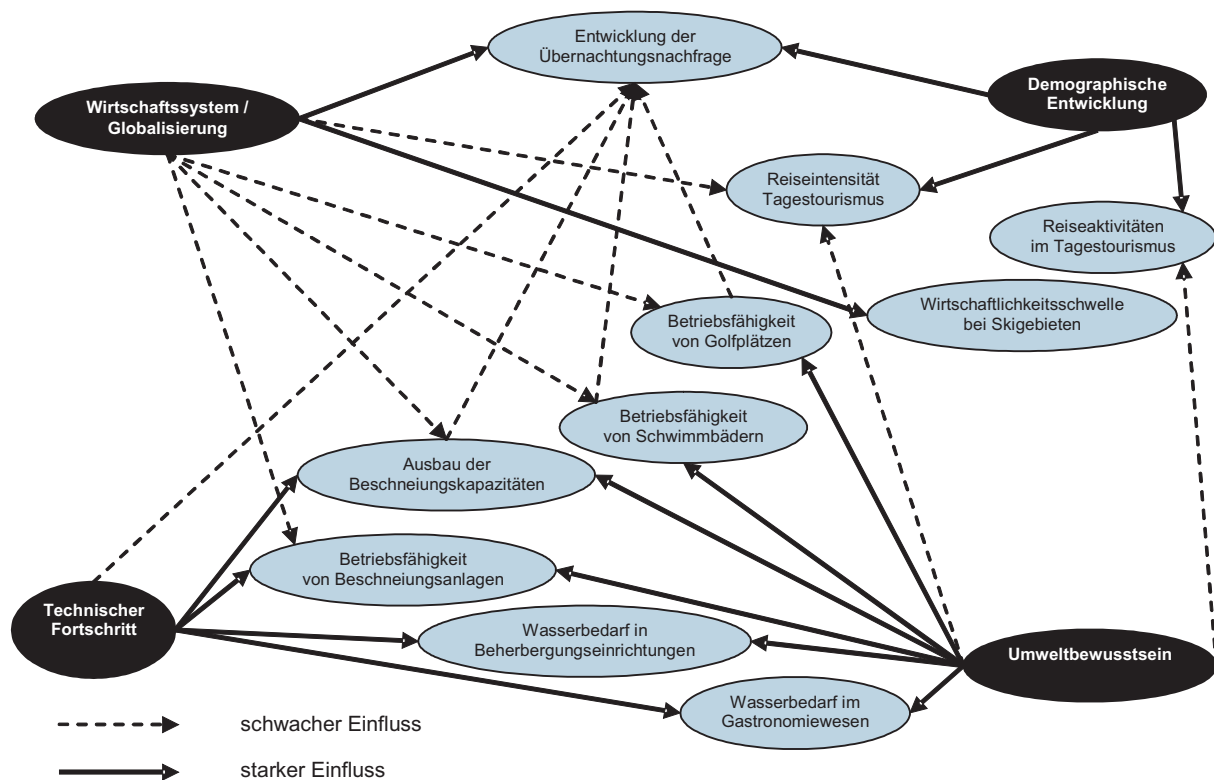 Entwicklung der
Übernachtungsnachfrage
Wirtschaftssystem /
Globalisierung
Demographische
Entwicklung
Reiseintensität
Tagestourismus
Reiseaktivitäten
im Tagestourismus
Wirtschaftlichkeitsschwelle
bei Skigebieten
Betriebsfähigkeit
von Golfplätzen
Betriebsfähigkeit
von Schwimmbädern
Ausbau der
Beschneiungskapazitäten
Betriebsfähigkeit
von Beschneiungsanlagen
Technischer
Fortschritt
Wasserbedarf in
Beherbergungseinrichtungen
Umweltbewusstsein
Wasserbedarf im
Gastronomiewesen
schwacher Einfluss
starker Einfluss